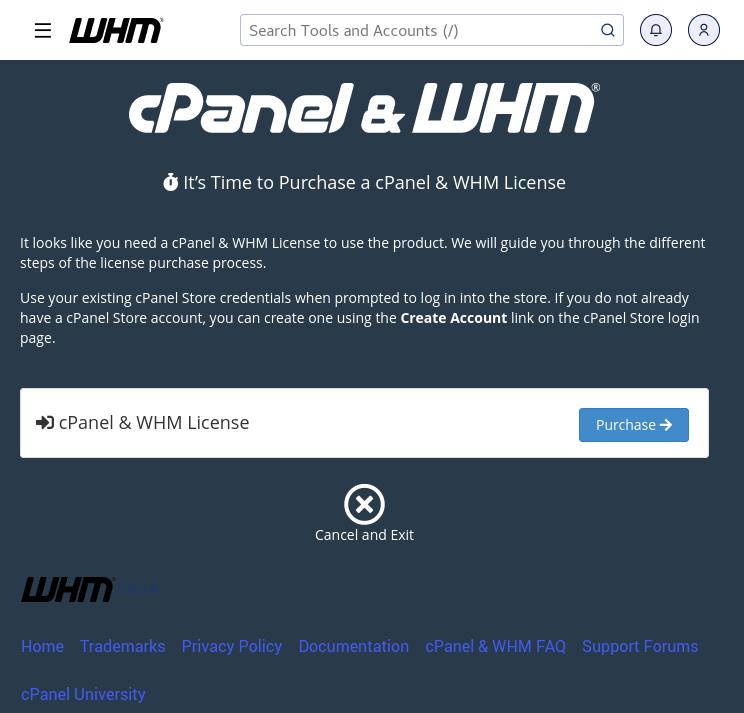 WHM®
Search Tools and Accounts (/)
cPanel & WHM®
It’s Time to Purchase a cPanel & WHM License
It looks like you need a cPanel & WHM License to use the product. We will guide you through the different
steps of the license purchase process.
Use your existing cPanel Store credentials when prompted to log in into the store. If you do not already
have a cPanel Store account, you can create one using the Create Account link on the cPanel Store login
page.
cPanel & WHM License
Purchase
Cancel and Exit
WHM
Home Trademarks Privacy Policy Documentation cPanel & WHM FAQ Support Forums
cPanel University